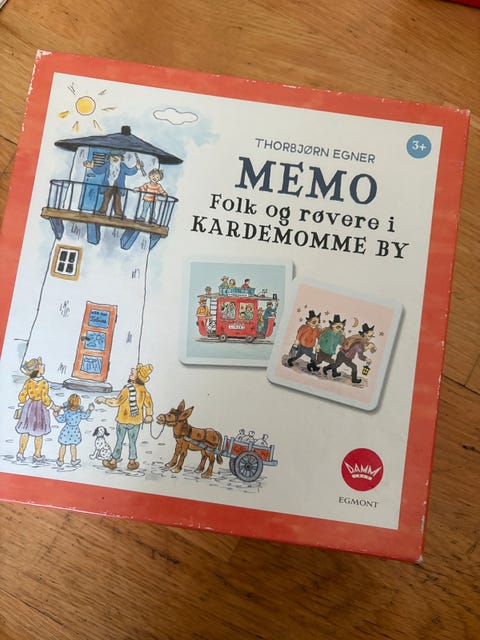 THORBJØRN EGNER
3+
MEMO
Folk og røvere i
KARDEMOMME BY
DAMM
EGMONT